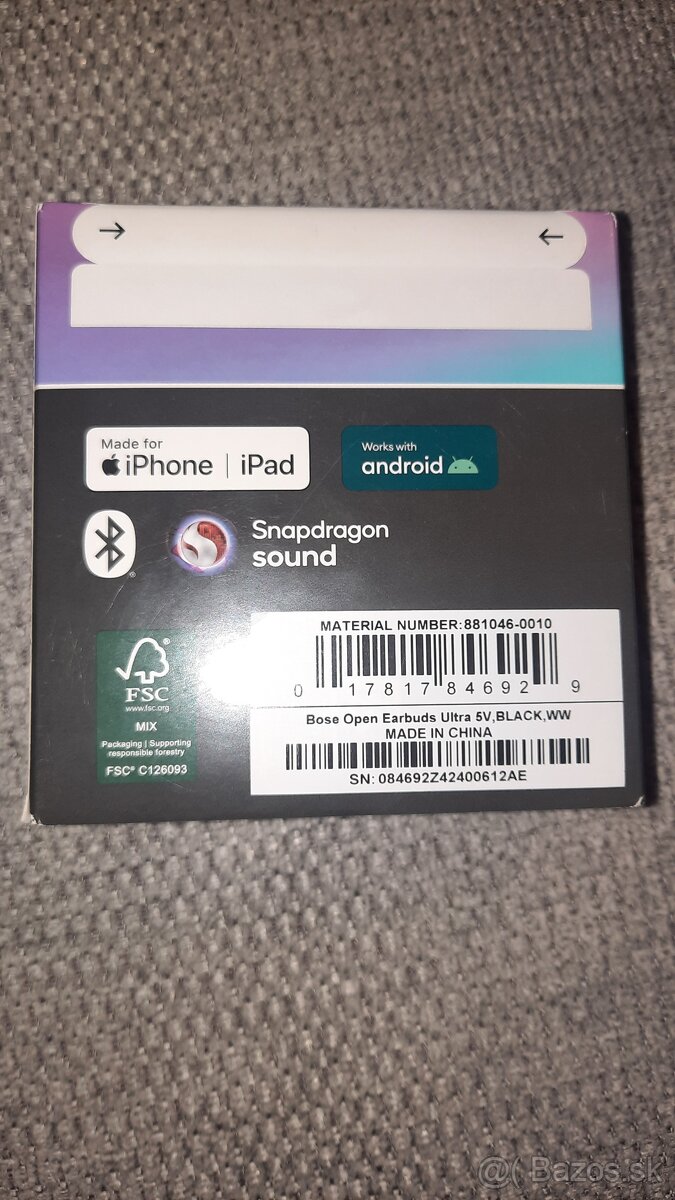 → ←
Made for
iPhone | iPad
Works with
android
Snapdragon
sound
FSC
www.fsc.org
MIX
Packaging | Supporting
responsible forestry
FSC® C126093
MATERIAL NUMBER:881046-0010
0 17817 84692 9
Bose Open Earbuds Ultra 5V,BLACK,WW
MADE IN CHINA
SN: 084692Z42400612AE
@( Bazos.sk